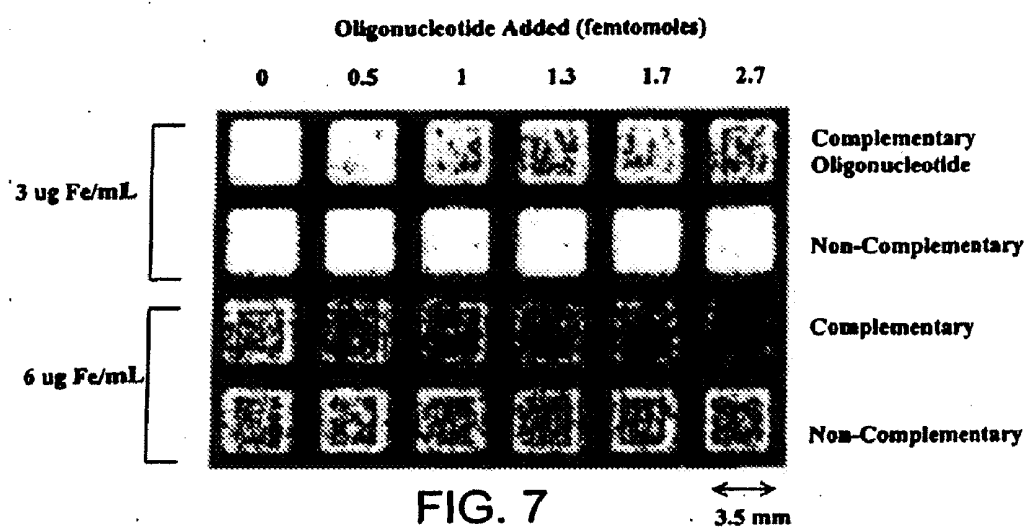 Oligonucleotide Added (femtomoles)
0 0.5 1 1.3 1.7 2.7
3 ug Fe/mL
Complementary
Oligonucleotide
Non-Complementary
6 ug Fe/mL
Complementary
Non-Complementary
FIG. 7
3.5 mm